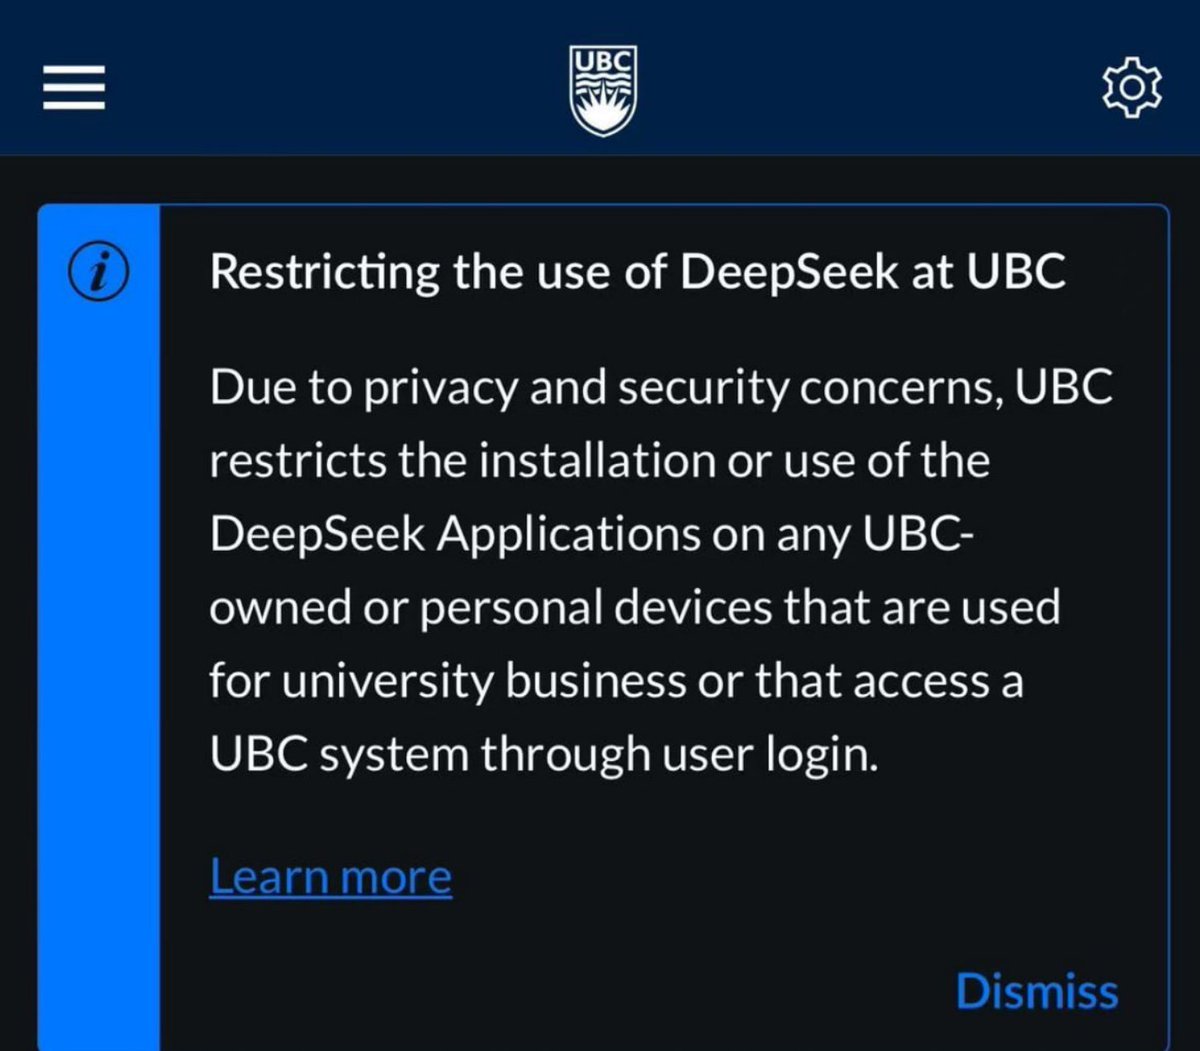 UBC
Restricting the use of DeepSeek at UBC
Due to privacy and security concerns, UBC
restricts the installation or use of the
DeepSeek Applications on any UBC-
owned or personal devices that are used
for university business or that access a
UBC system through user login.
Learn more
Dismiss